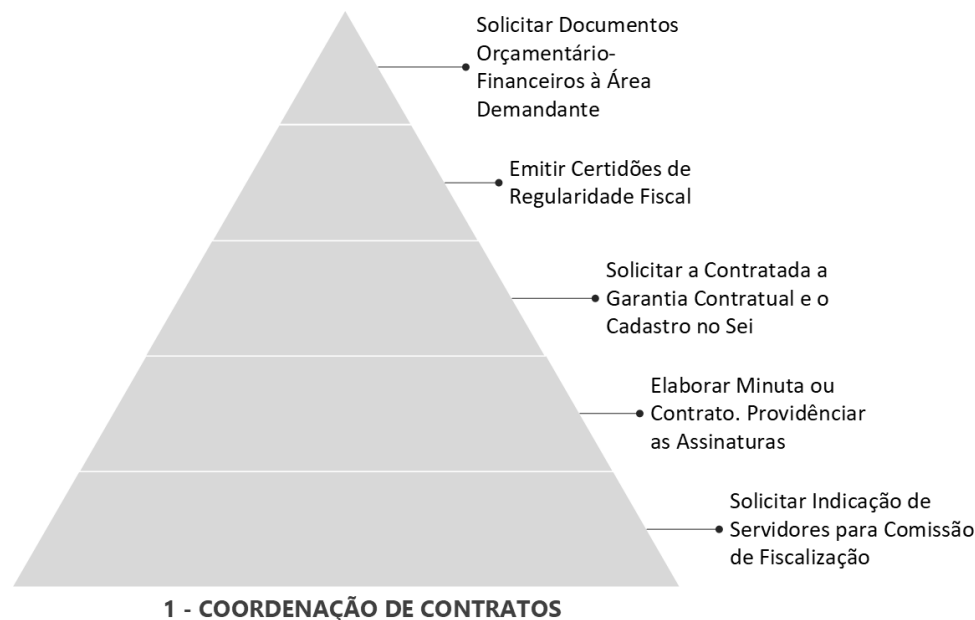 Solicitar Documentos
Orçamentário-
Financeiros à Área
Demandante
Emitir Certidões de
Regularidade Fiscal
Solicitar a Contratada a
Garantia Contratual e o
Cadastro no Sei
Elaborar Minuta ou
Contrato. Providênciar
as Assinaturas
Solicitar Indicação de
Servidores para Comissão
de Fiscalização
1 - COORDENAÇÃO DE CONTRATOS